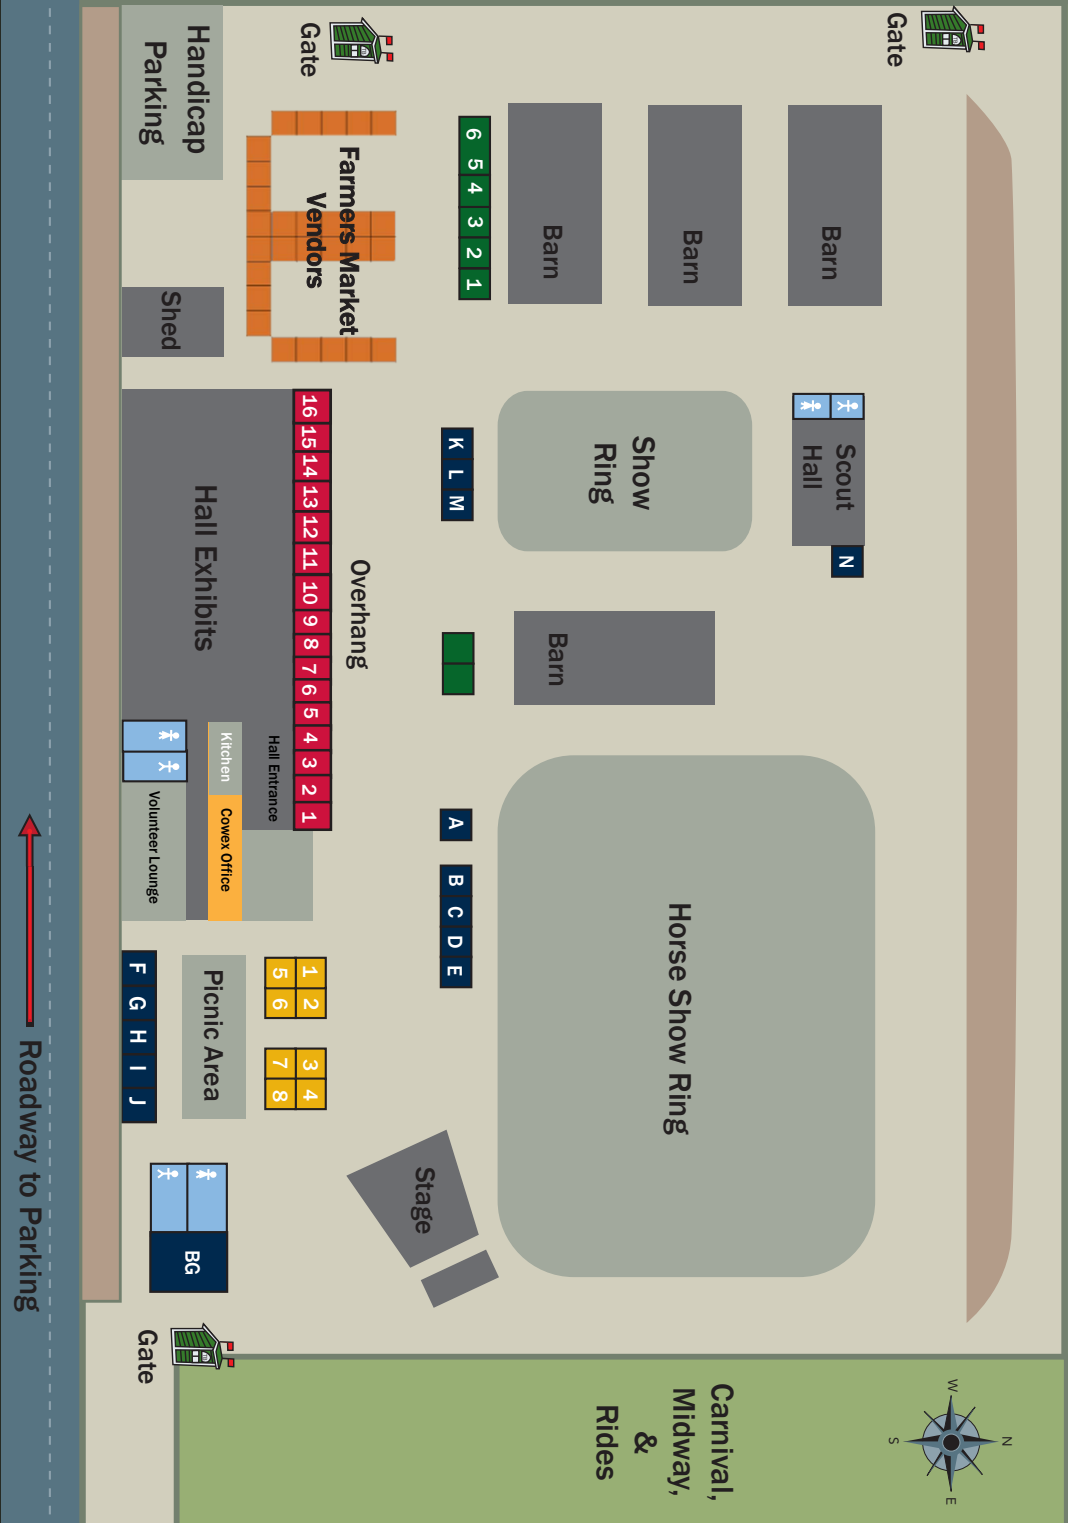 Gate
N
W
E
S
Barn
Barn
Barn
Scout
Hall
N
Show
Ring
Barn
Horse Show Ring
Carnival,
Midway,
&
Rides
6 5 4 3 2 1
K L M
A
B C D E
Stage
Gate
Farmers Market
Vendors
Overhang
16 15 14 13 12 11 10 9 8 7 6 5 4 3 2 1
1 2
5 6
3 4
7 8
Hall Entrance
Hall Exhibits
Kitchen
Cowex Office
Volunteer Lounge
Picnic Area
F G H I J
BG
Gate
Handicap
Parking
Shed
Roadway to Parking